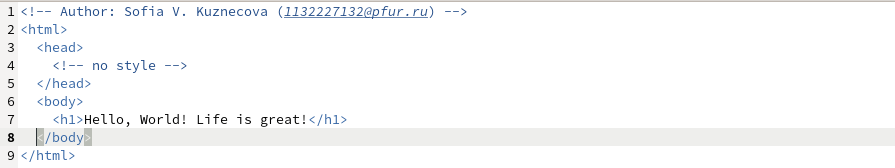 1 <!-- Author: Sofia V. Kuznecova (1132227132@pfur.ru) -->
2 <html>
3   <head>
4     <!-- no style -->
5   </head>
6   <body>
7     <h1>Hello, World! Life is great!</h1>
8   </body>
9 </html>